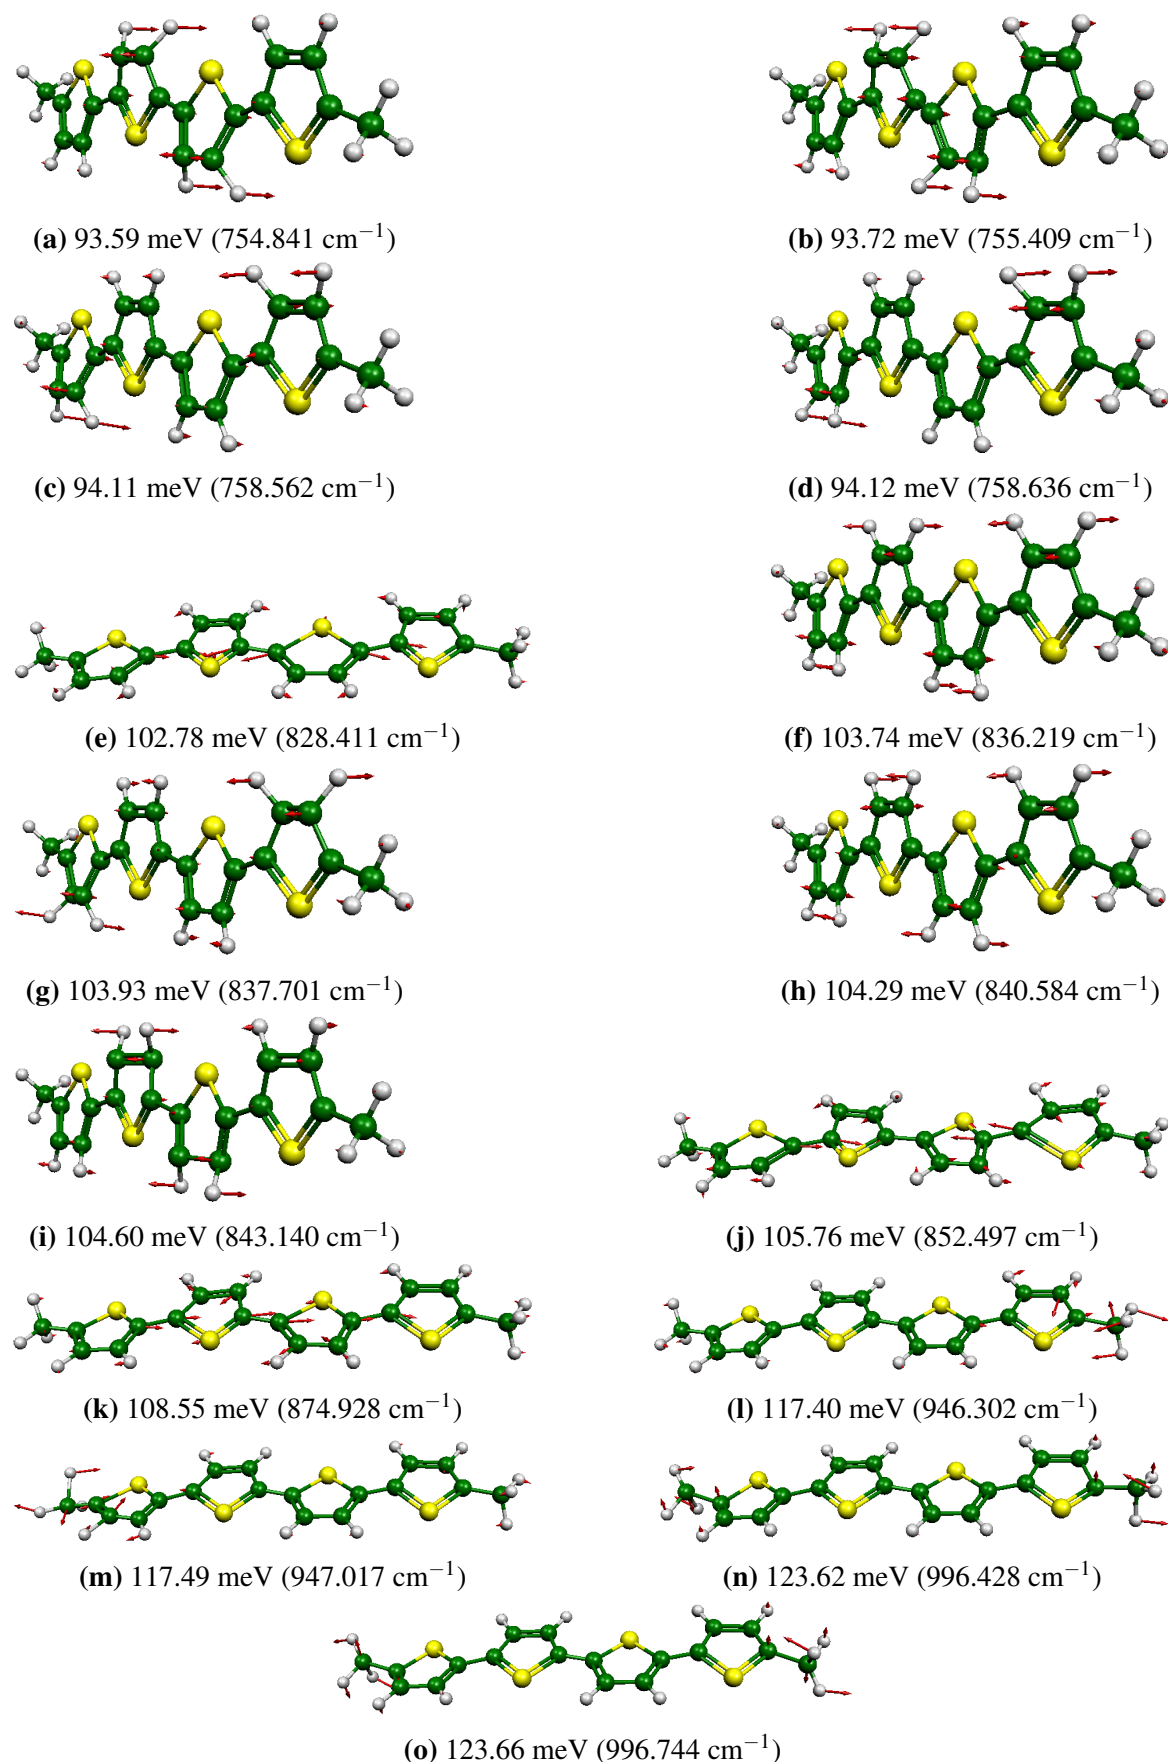 (a) 93.59 meV (754.841 cm−1)
(b) 93.72 meV (755.409 cm−1)
(c) 94.11 meV (758.562 cm−1)
(d) 94.12 meV (758.636 cm−1)
(e) 102.78 meV (828.411 cm−1)
(f) 103.74 meV (836.219 cm−1)
(g) 103.93 meV (837.701 cm−1)
(h) 104.29 meV (840.584 cm−1)
(i) 104.60 meV (843.140 cm−1)
(j) 105.76 meV (852.497 cm−1)
(k) 108.55 meV (874.928 cm−1)
(l) 117.40 meV (946.302 cm−1)
(m) 117.49 meV (947.017 cm−1)
(n) 123.62 meV (996.428 cm−1)
(o) 123.66 meV (996.744 cm−1)